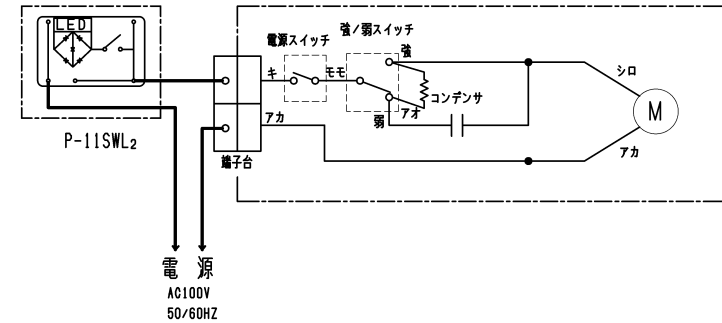 LED
P-11SWL2
電源
AC100V
50/60HZ
端子台
キ
アカ
電源スイッチ
モモ
強/弱スイッチ
強
弱
アオ
コンデンサ
シロ
M
アカ